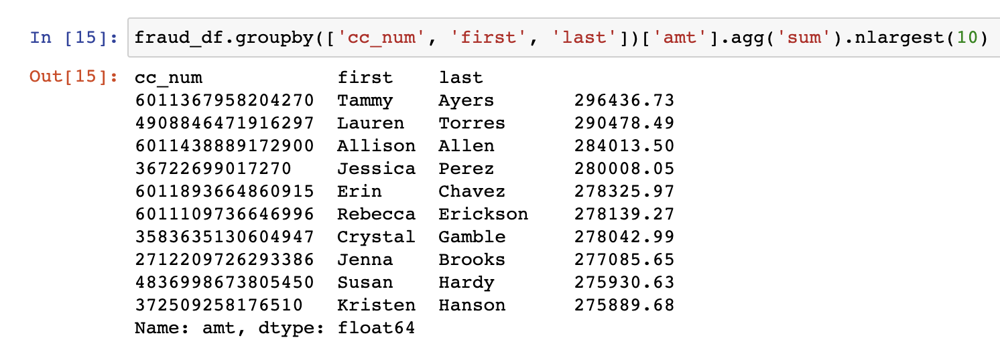 In [15]: fraud_df.groupby(['cc_num', 'first', 'last'])['amt'].agg('sum').nlargest(10)
Out[15]: cc_num            first     last
6011367958204270  Tammy     Ayers       296436.73
4908846471916297  Lauren    Torres      290478.49
6011438889172900  Allison   Allen       284013.50
36722699017270    Jessica   Perez       280008.05
6011893664860915  Erin      Chavez      278325.97
6011109736646996  Rebecca   Erickson    278139.27
3583635130604947  Crystal   Gamble      278042.99
2712209726293386  Jenna     Brooks      277085.65
4836998673805450  Susan     Hardy       275930.63
372509258176510   Kristen   Hanson      275889.68
Name: amt, dtype: float64